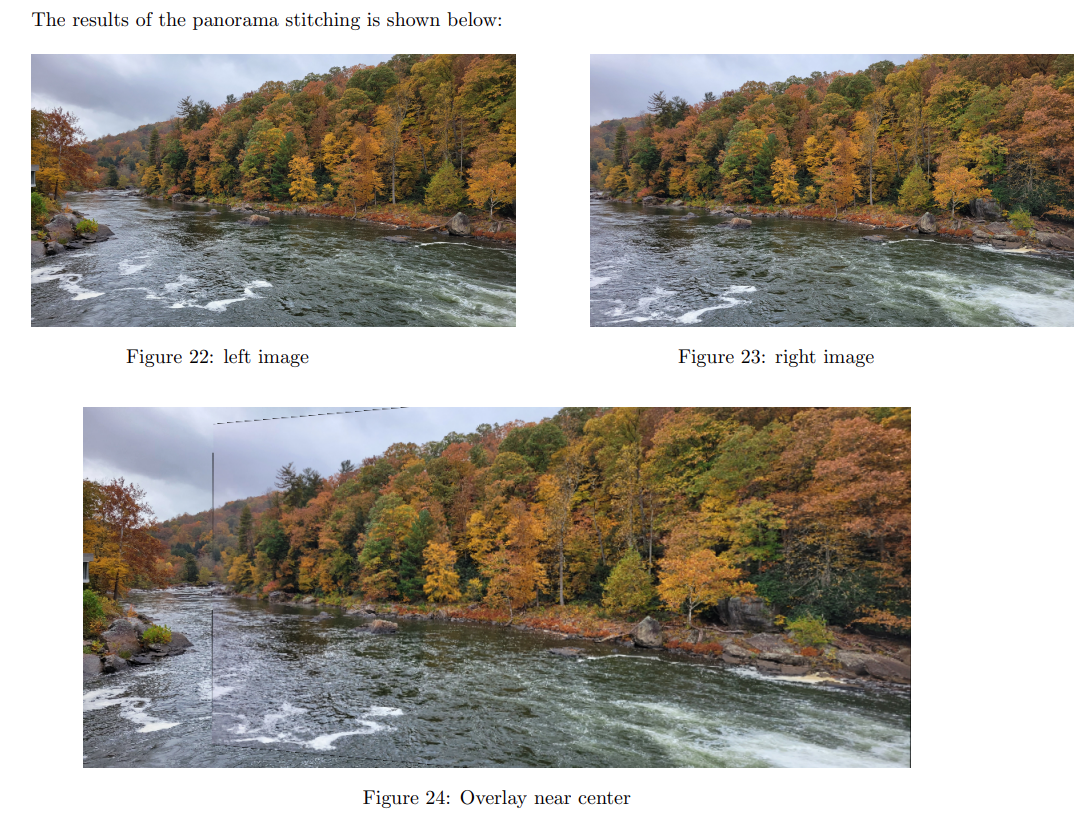 The results of the panorama stitching is shown below:
Figure 22: left image
Figure 23: right image
Figure 24: Overlay near center